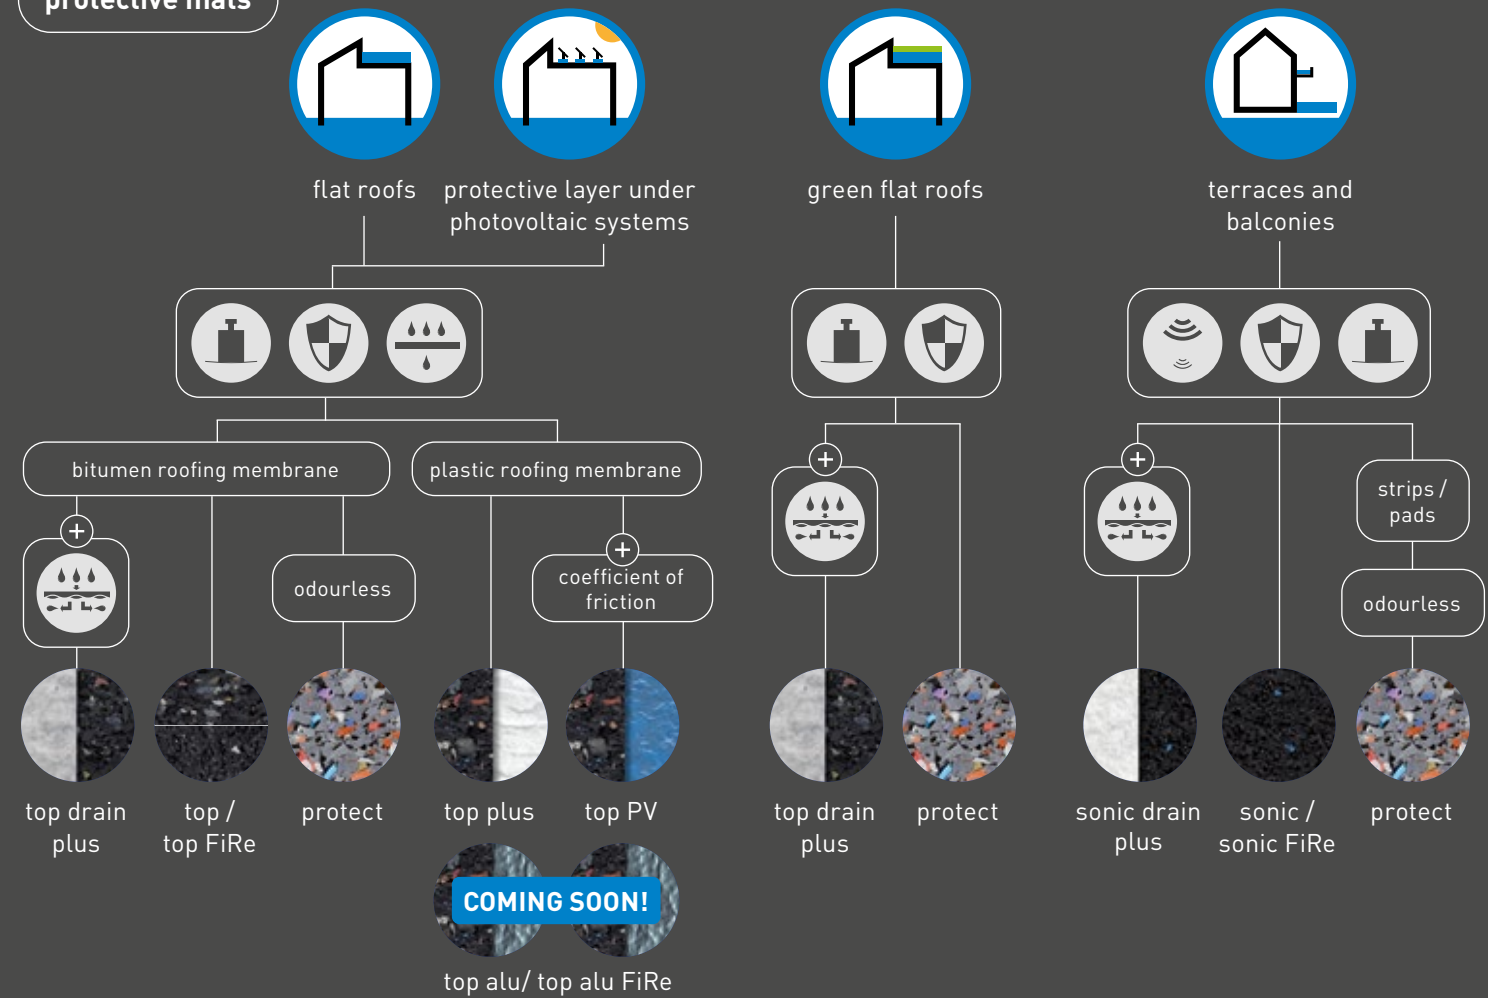 protective mats
flat roofs
protective layer under
photovoltaic systems
green flat roofs
terraces and
balconies
bitumen roofing membrane
plastic roofing membrane
+
+
+
+
strips /
pads
odourless
coefficient of
friction
odourless
top drain
plus
top /
top FiRe
protect
top plus
top PV
top drain
plus
protect
sonic drain
plus
sonic /
sonic FiRe
protect
COMING SOON!
top alu/ top alu FiRe